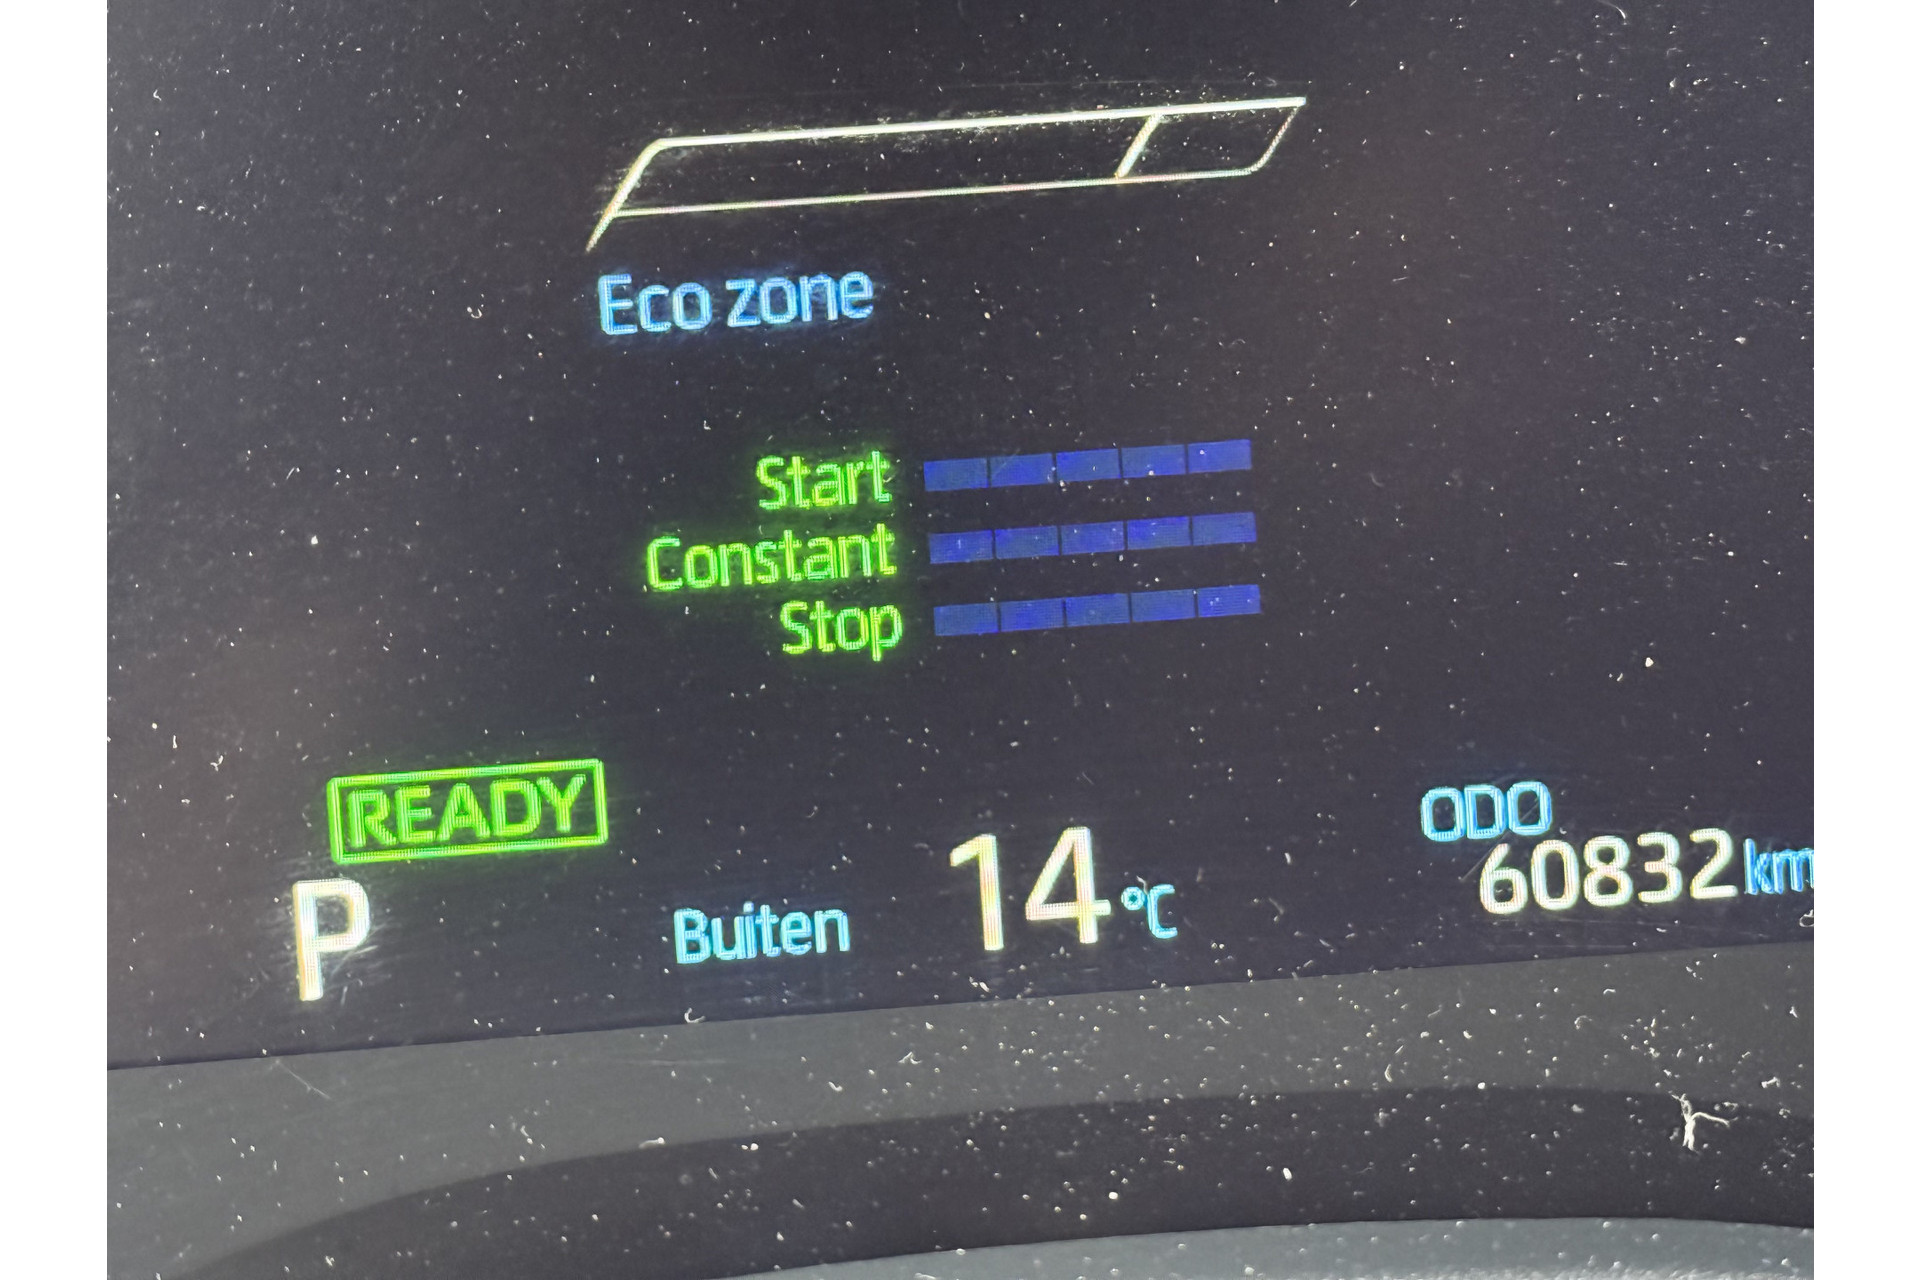 Eco zone
Start
Constant
Stop
READY
P
Buiten 14 °C
ODO
60832 km